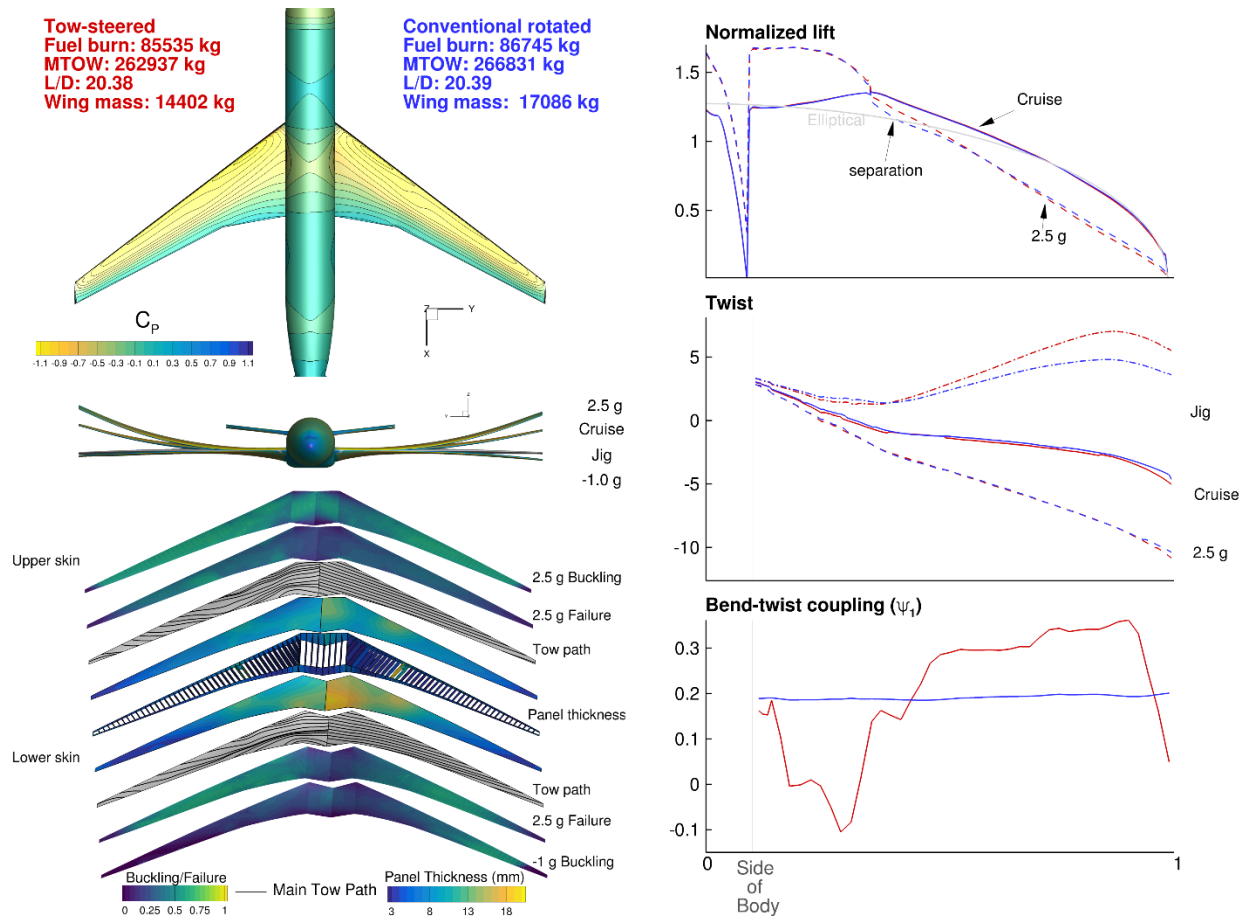 Tow-steered
Fuel burn: 85535 kg
MTOW: 262937 kg
L/D: 20.38
Wing mass: 14402 kg
Conventional rotated
Fuel burn: 86745 kg
MTOW: 266831 kg
L/D: 20.39
Wing mass: 17086 kg
C_P
-1.1 -0.9 -0.7 -0.5 -0.3 -0.1 0.1 0.3 0.5 0.7 0.9 1.1
Z Y
X
2.5 g
Cruise
Jig
-1.0 g
Upper skin
2.5 g Buckling
2.5 g Failure
Tow path
Panel thickness
Lower skin
Tow path
2.5 g Failure
-1 g Buckling
Buckling/Failure
0 0.25 0.5 0.75 1
Main Tow Path
Panel Thickness (mm)
3 8 13 18
Normalized lift
1.5
1
0.5
Elliptical
Cruise
separation
2.5 g
Twist
5
0
-5
-10
Jig
Cruise
2.5 g
Bend-twist coupling (ψ₁)
0.3
0.2
0.1
0
-0.1
0
1
Side
of
Body